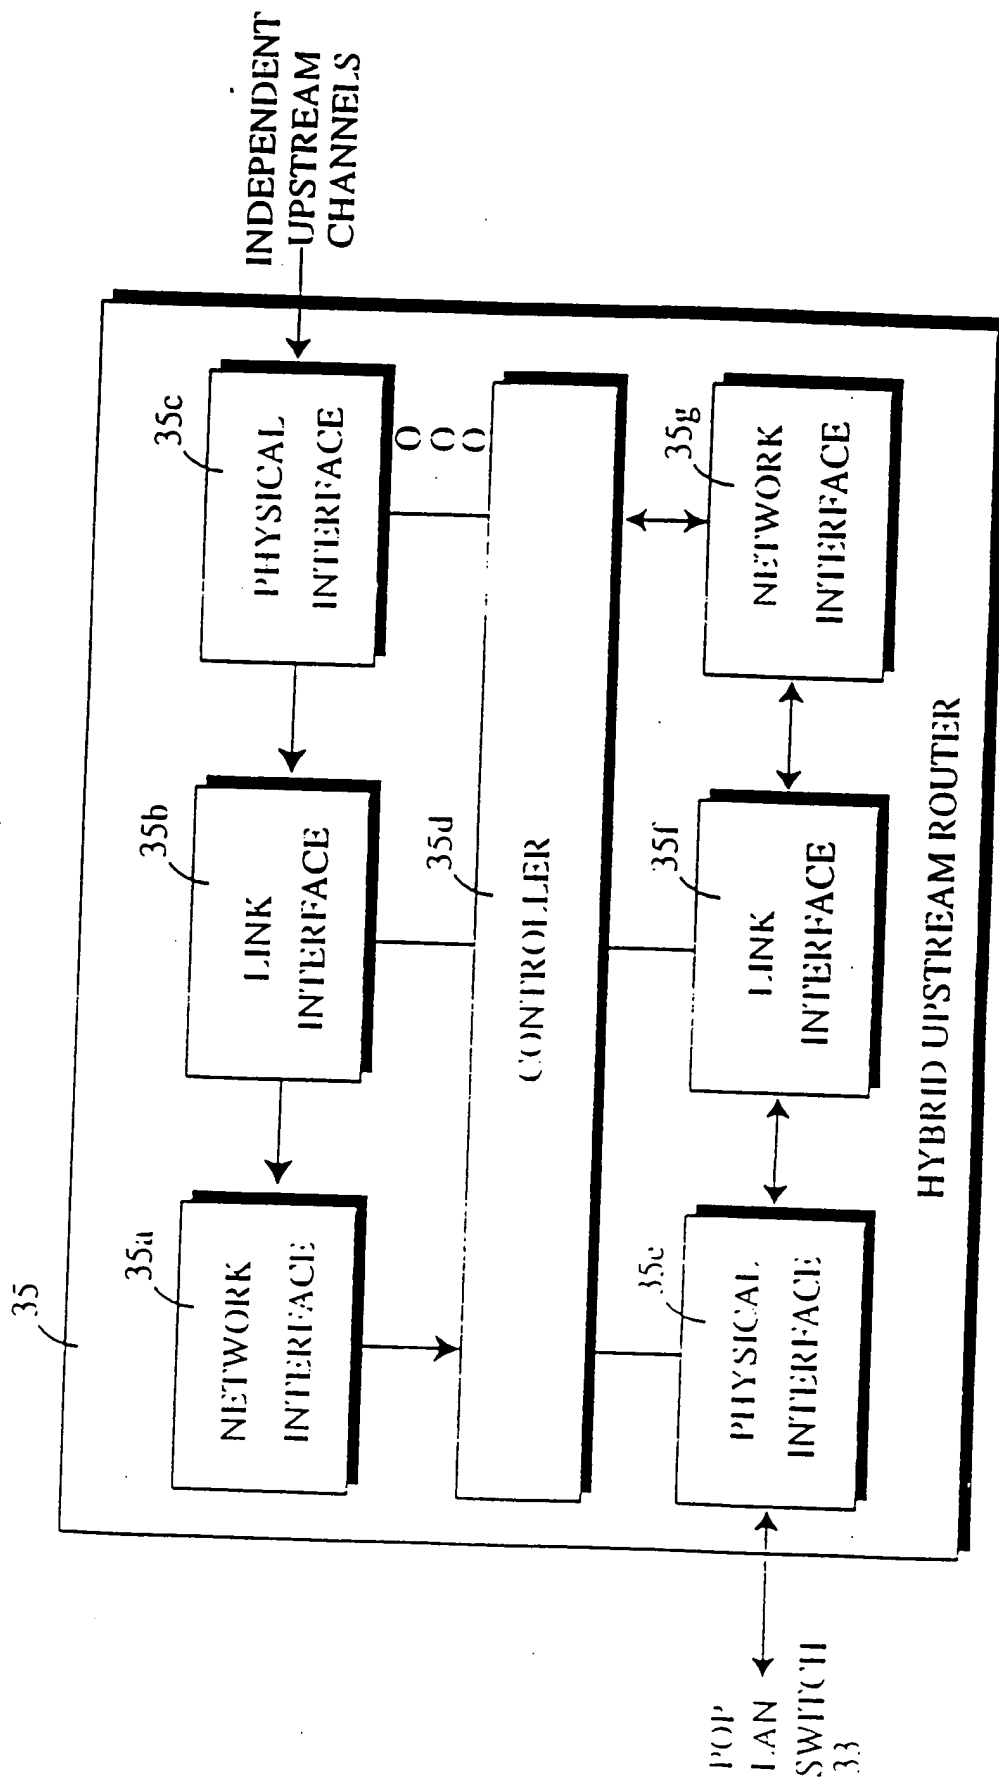 35
35a
NETWORK
INTERFACE
35b
LINK
INTERFACE
35c
PHYSICAL
INTERFACE
INDEPENDENT
UPSTREAM
CHANNELS
O O O
35d
CONTROLLER
POP
LAN
SWITCH
33
35e
PHYSICAL
INTERFACE
35f
LINK
INTERFACE
35g
NETWORK
INTERFACE
HYBRID UPSTREAM ROUTER